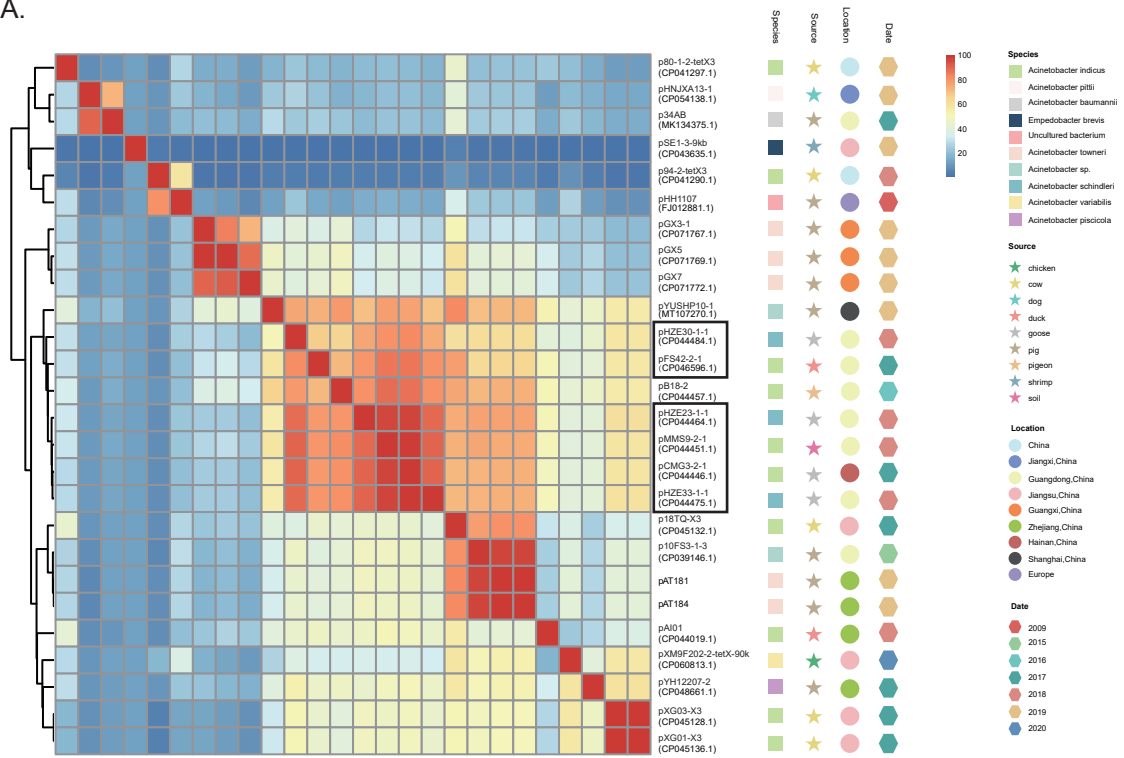 A.
Species
Source
Location
Date
p80-1-2-tetX3
(CP041297.1)
pHNJXA13-1
(CP054138.1)
p34AB
(MK134375.1)
pSE1-3-9kb
(CP043635.1)
p94-2-tetX3
(CP041290.1)
pHH1107
(FJ012881.1)
pGX3-1
(CP071767.1)
pGX5
(CP071769.1)
pGX7
(CP071772.1)
pYUSHP10-1
(MT107270.1)
pHZE30-1-1
(CP044484.1)
pFS42-2-1
(CP046596.1)
pB18-2
(CP044457.1)
pHZE23-1-1
(CP044464.1)
pMMS9-2-1
(CP044451.1)
pCMG3-2-1
(CP044446.1)
pHZE33-1-1
(CP044475.1)
p18TQ-X3
(CP045132.1)
p10FS3-1-3
(CP039146.1)
pAT181
pAT184
pAI01
(CP044019.1)
pXM9F202-2-tetX-90k
(CP060813.1)
pYH12207-2
(CP048661.1)
pXG03-X3
(CP045128.1)
pXG01-X3
(CP045136.1)
100
80
60
40
20
Species
Acinetobacter indicus
Acinetobacter pittii
Acinetobacter baumannii
Empedobacter brevis
Uncultured bacterium
Acinetobacter towneri
Acinetobacter sp.
Acinetobacter schindleri
Acinetobacter variabilis
Acinetobacter piscicola
Source
chicken
cow
dog
duck
goose
pig
pigeon
shrimp
soil
Location
China
Jiangxi,China
Guangdong,China
Jiangsu,China
Guangxi,China
Zhejiang,China
Hainan,China
Shanghai,China
Europe
Date
2009
2015
2016
2017
2018
2019
2020